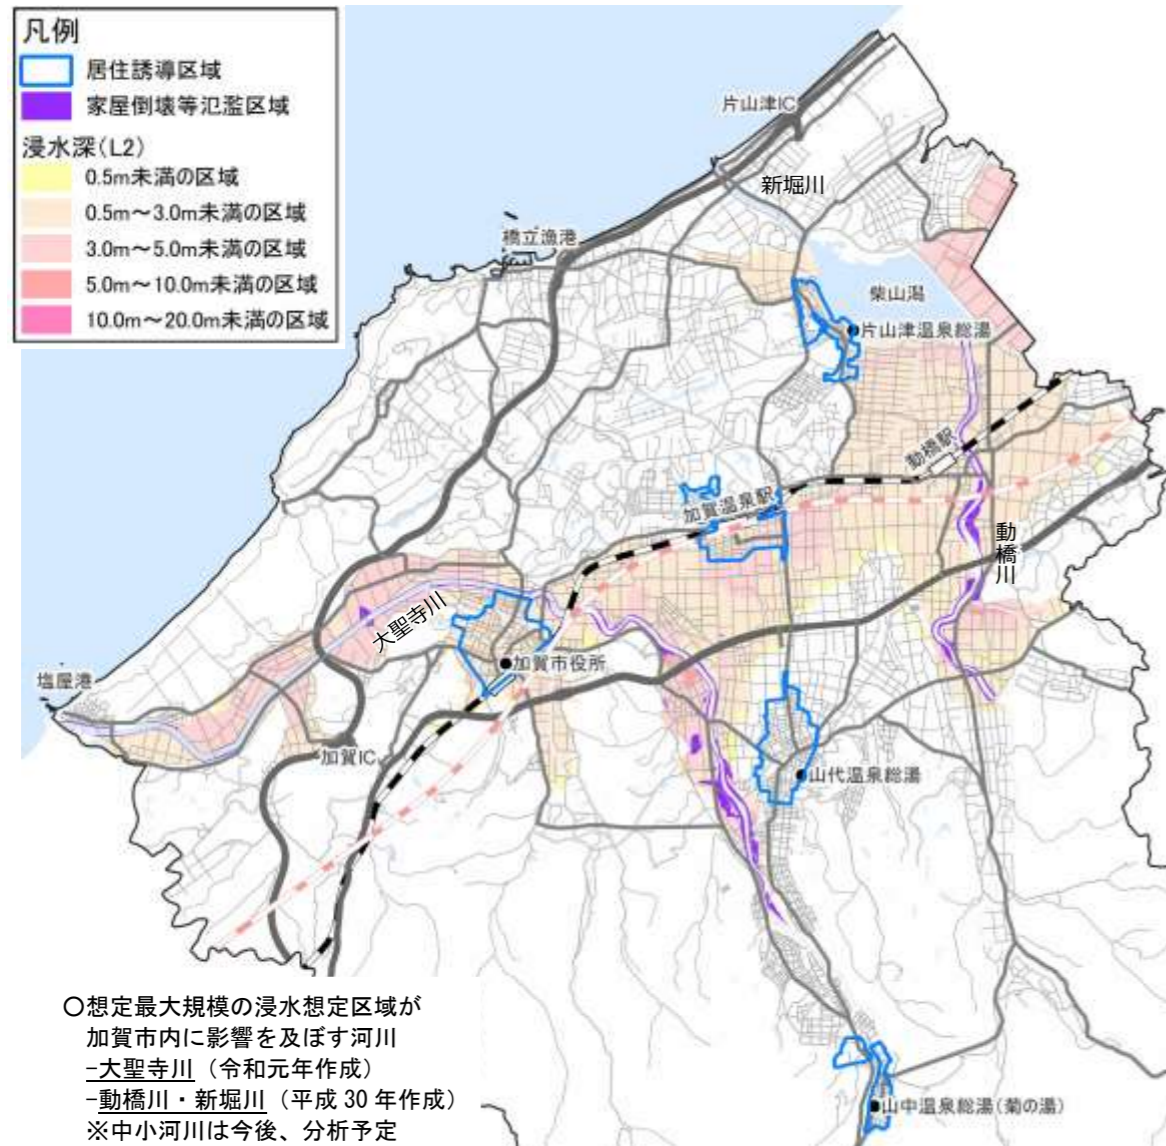 凡例
居住誘導区域
家屋倒壊等氾濫区域
浸水深(L2)
0.5m未満の区域
0.5m～3.0m未満の区域
3.0m～5.0m未満の区域
5.0m～10.0m未満の区域
10.0m～20.0m未満の区域
片山津IC
新堀川
橋立漁港
柴山潟
片山津温泉総湯
動橋駅
加賀温泉駅
動橋川
大聖寺川
加賀市役所
塩屋港
加賀IC
山代温泉総湯
山中温泉総湯(菊の湯)
〇想定最大規模の浸水想定区域が
加賀市内に影響を及ぼす河川
-大聖寺川（令和元年作成）
-動橋川・新堀川（平成 30 年作成）
※中小河川は今後、分析予定